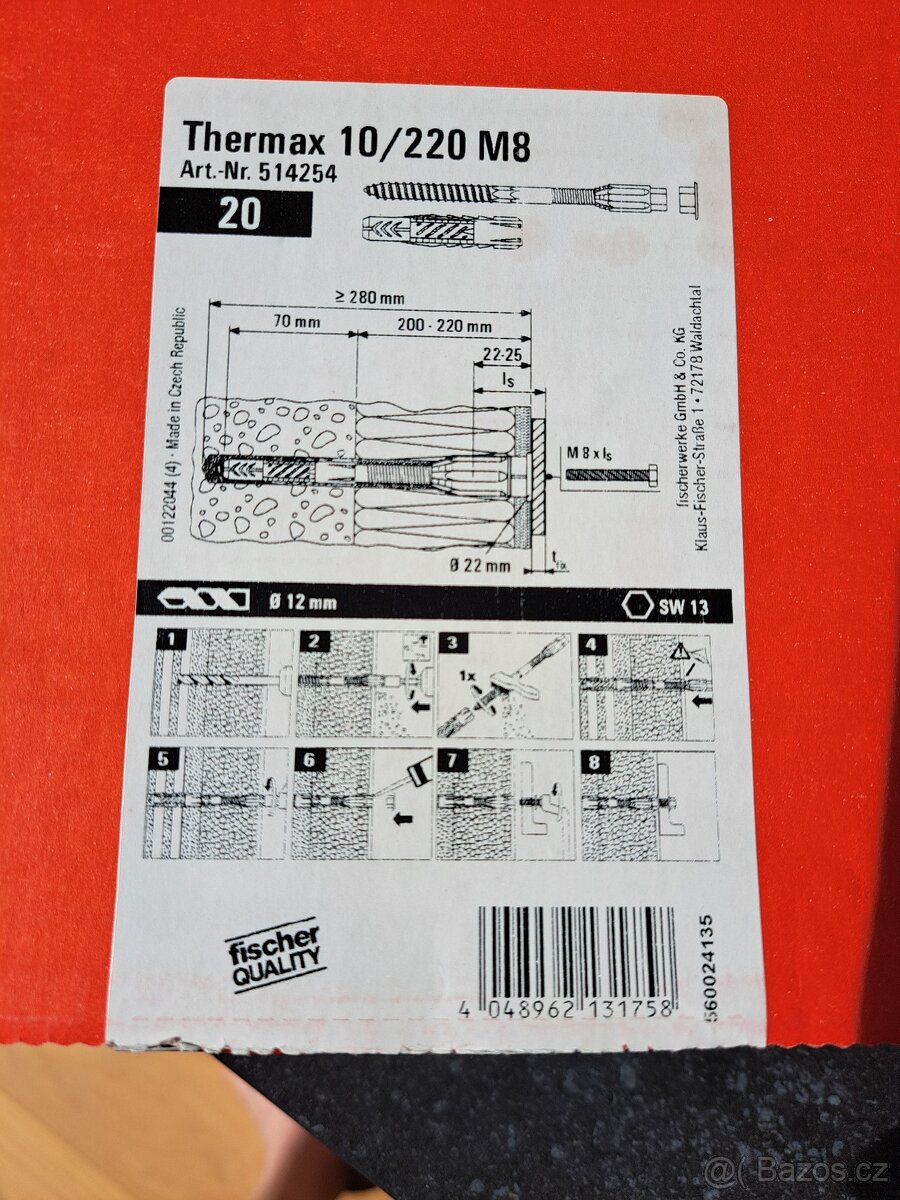 Thermax 10/220 M8
Art.-Nr. 514254
20
≥ 280 mm
70 mm
200 - 220 mm
22-25
ls
M 8 x ls
Ø 22 mm
tfix
00122044 (4) · Made in Czech Republic
fischerwerke GmbH & Co. KG
Klaus-Fischer-Straße 1 • 72178 Waldachtal
Ø 12 mm
SW 13
1
2
3
1x
4
5
6
7
8
fischer
QUALITY
4 048962 131758
560024135
@( Bazoš.cz